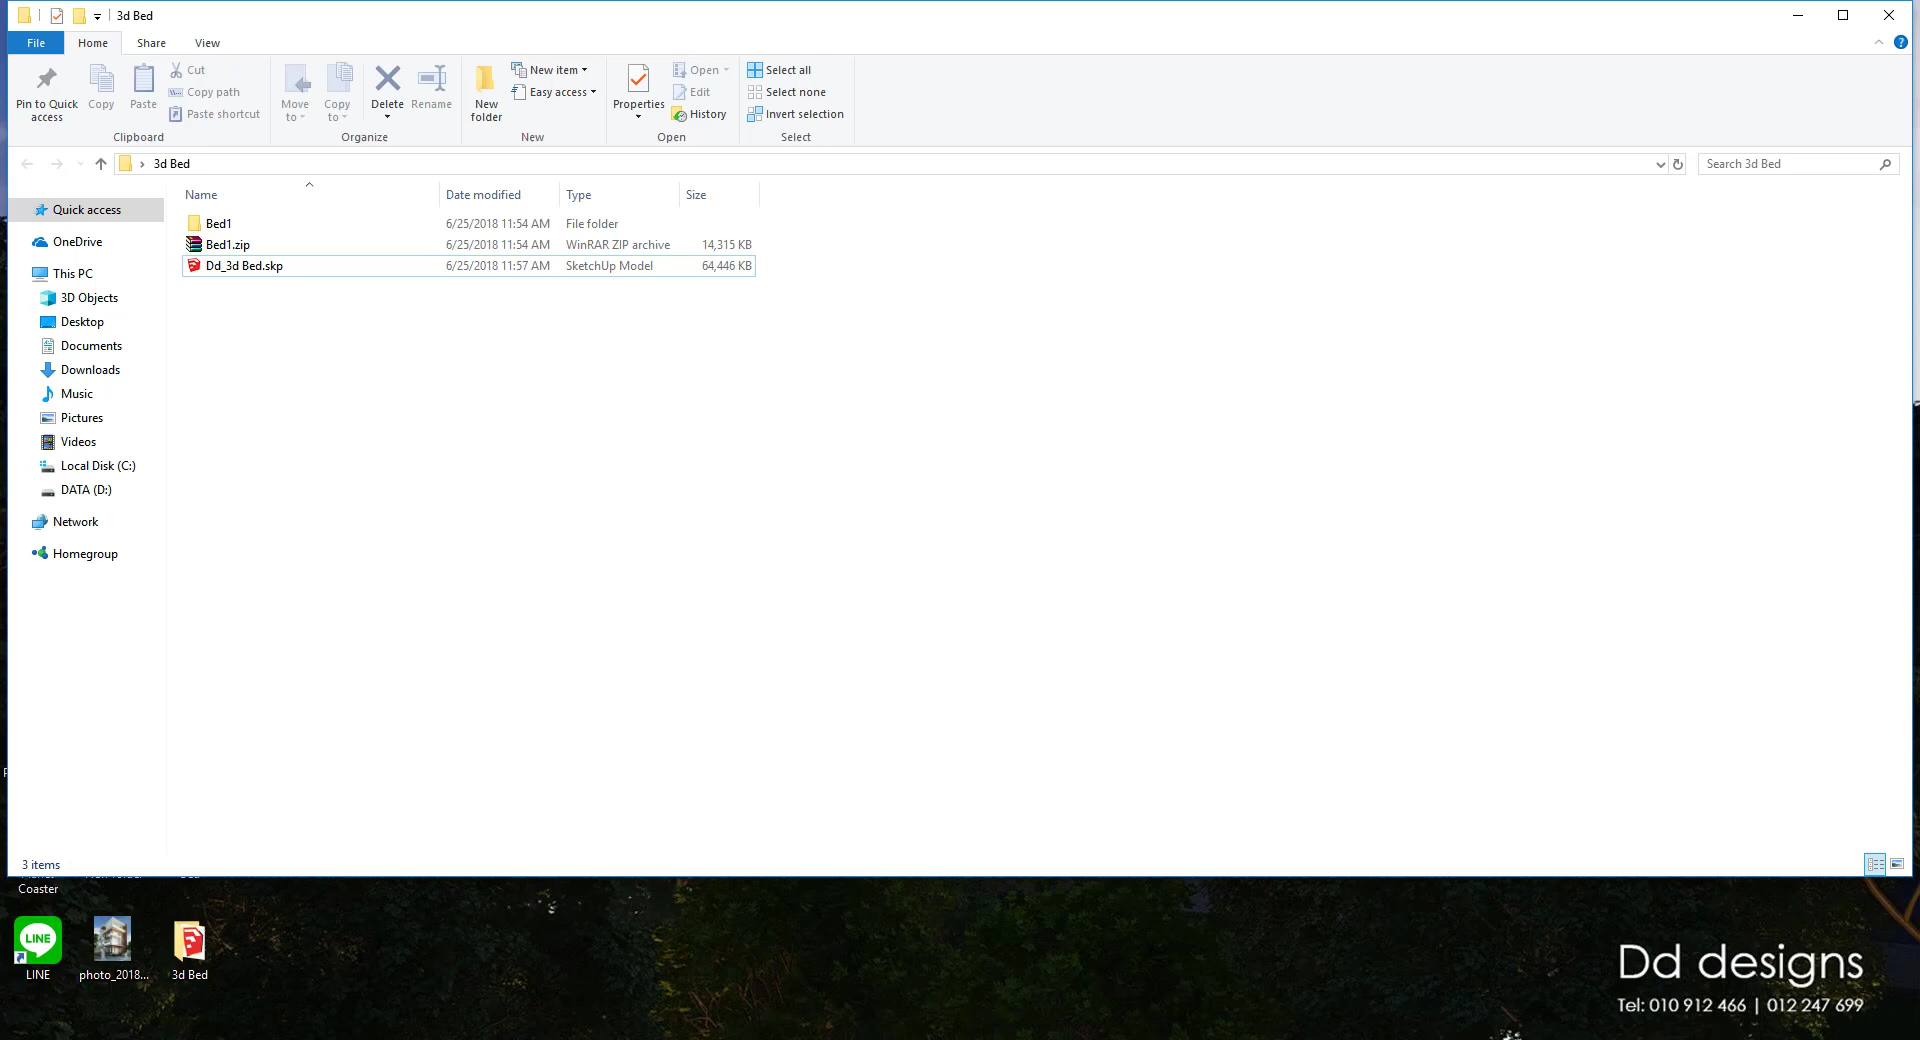 3d Bed
File Home Share View
Pin to Quick access
Copy
Paste
Cut
Copy path
Paste shortcut
Clipboard
Move to
Copy to
Delete
Rename
Organize
New folder
New item
Easy access
New
Properties
Open
Edit
History
Open
Select all
Select none
Invert selection
Select
3d Bed
Search 3d Bed
Name Date modified Type Size
Bed1 6/25/2018 11:54 AM File folder
Bed1.zip 6/25/2018 11:54 AM WinRAR ZIP archive 14,315 KB
Dd_3d Bed.skp 6/25/2018 11:57 AM SketchUp Model 64,446 KB
Quick access
OneDrive
This PC
3D Objects
Desktop
Documents
Downloads
Music
Pictures
Videos
Local Disk (C:)
DATA (D:)
Network
Homegroup
3 items
Coaster
LINE
LINE
photo_2018...
3d Bed
Dd designs
Tel: 010 912 466 | 012 247 699